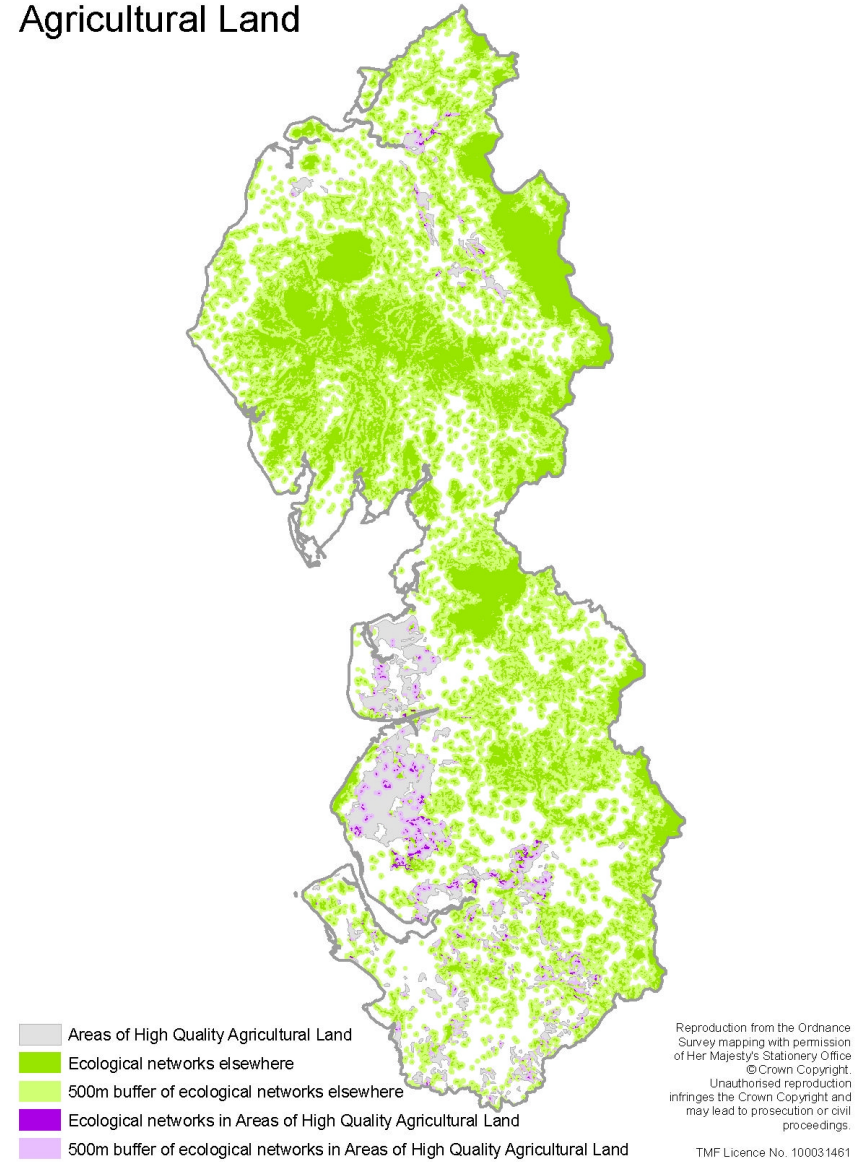 Agricultural Land
Areas of High Quality Agricultural Land
Ecological networks elsewhere
500m buffer of ecological networks elsewhere
Ecological networks in Areas of High Quality Agricultural Land
500m buffer of ecological networks in Areas of High Quality Agricultural Land
Reproduction from the Ordnance
Survey mapping with permission
of Her Majesty's Stationery Office
© Crown Copyright.
Unauthorised reproduction
infringes the Crown Copyright and
may lead to prosecution or civil
proceedings.
TMF Licence No. 100031461